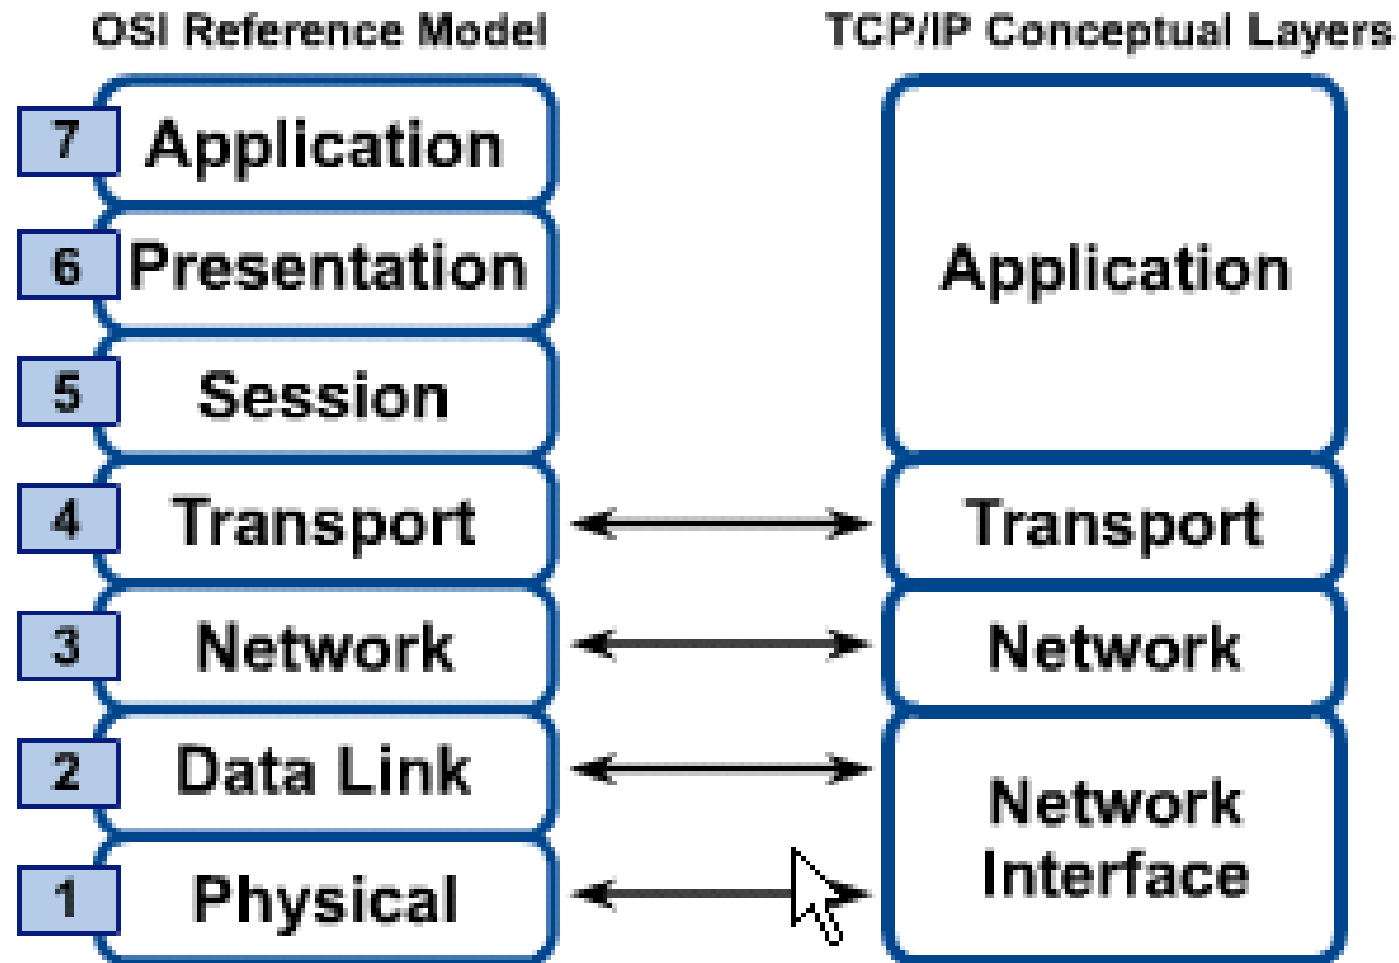 OSI Reference Model
7 Application
6 Presentation
5 Session
4 Transport
3 Network
2 Data Link
1 Physical
TCP/IP Conceptual Layers
Application
Transport
Network
Network
Interface